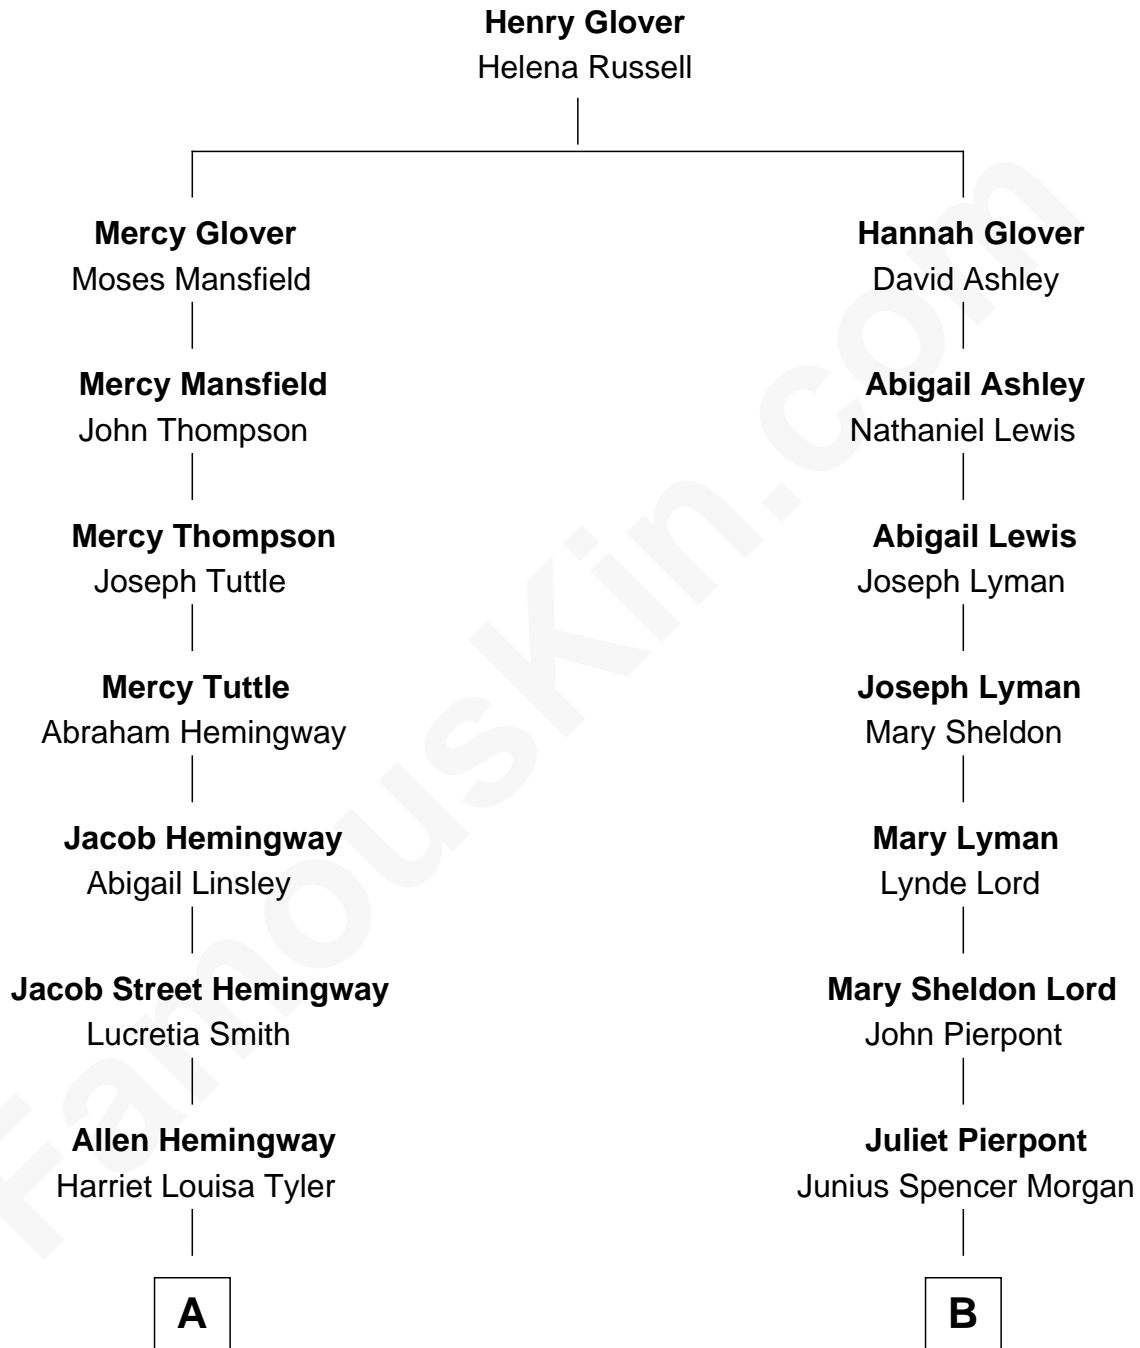 Henry Glover
Helena Russell
Mercy Glover
Moses Mansfield
Hannah Glover
David Ashley
Mercy Mansfield
John Thompson
Abigail Ashley
Nathaniel Lewis
Mercy Thompson
Joseph Tuttle
Abigail Lewis
Joseph Lyman
Mercy Tuttle
Abraham Hemingway
Joseph Lyman
Mary Sheldon
Jacob Hemingway
Abigail Linsley
Mary Lyman
Lynde Lord
Jacob Street Hemingway
Lucretia Smith
Mary Sheldon Lord
John Pierpont
Allen Hemingway
Harriet Louisa Tyler
Juliet Pierpont
Junius Spencer Morgan
A
B
FamousKin.com